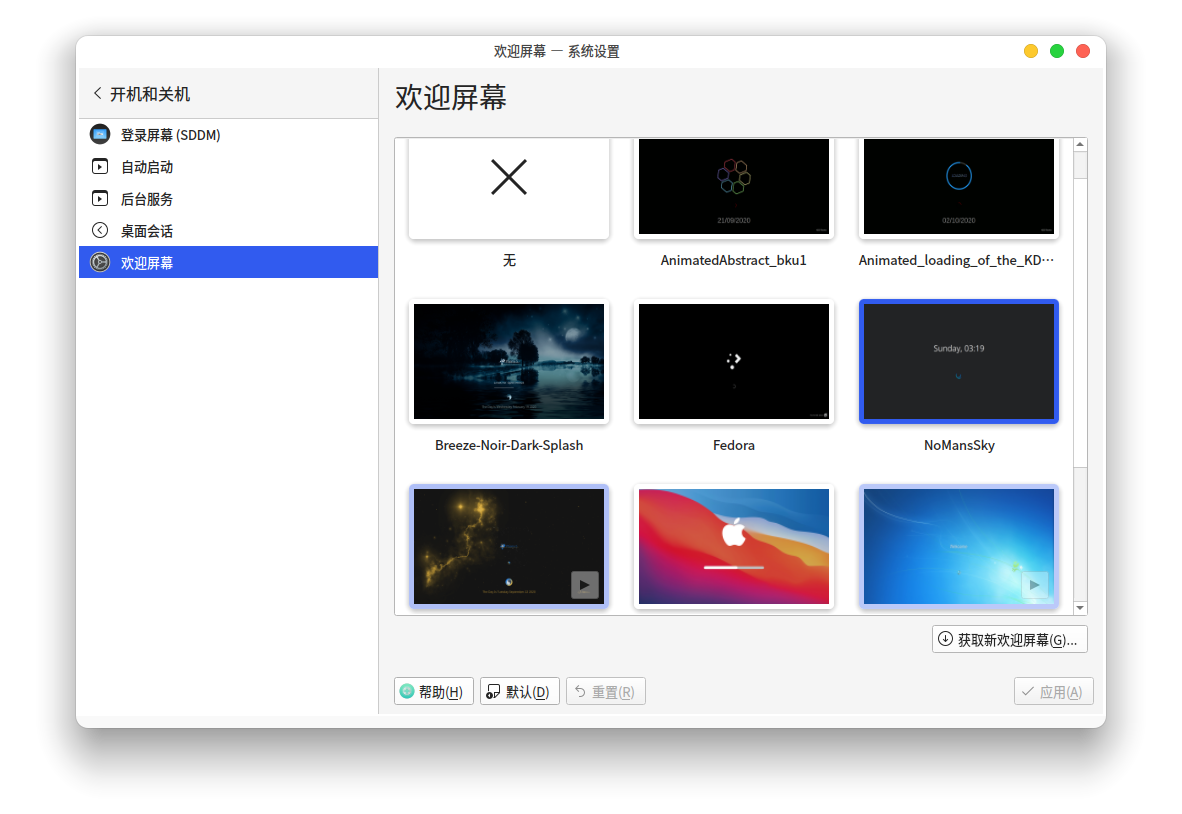 欢迎屏幕 — 系统设置
开机和关机
登录屏幕 (SDDM)
自动启动
后台服务
桌面会话
欢迎屏幕
欢迎屏幕
21/09/2020
02/10/2020
无
AnimatedAbstract_bku1
Animated_loading_of_the_KD…
Sunday, 03:19
Breeze-Noir-Dark-Splash
Fedora
NoMansSky
Welcome
获取新欢迎屏幕(G)...
帮助(H)
默认(D)
重置(R)
应用(A)